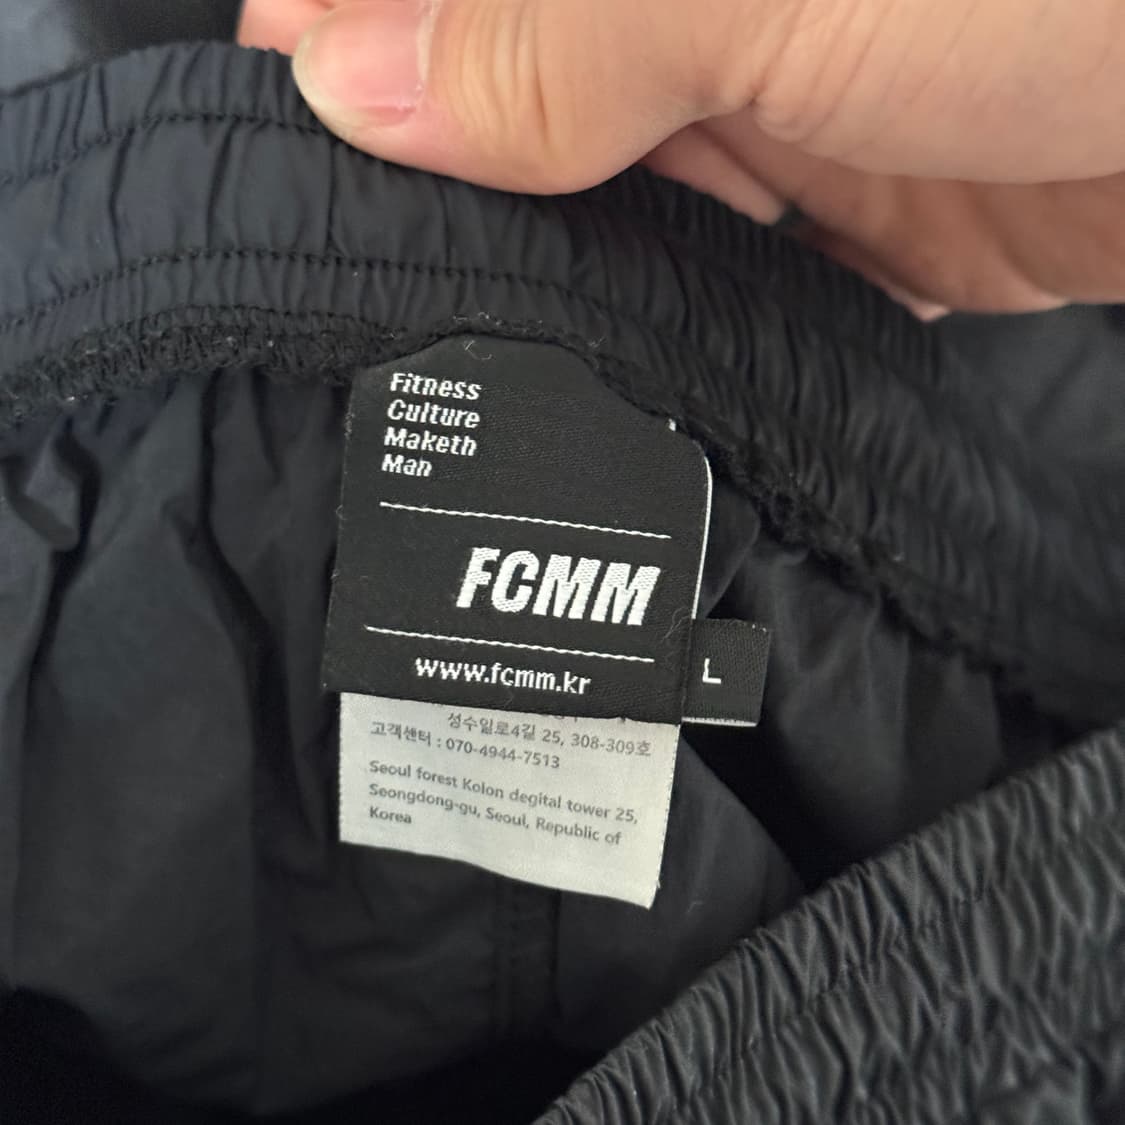 Fitness
Culture
Maketh
Man
FCMM
www.fcmm.kr
L
성수일로4길 25, 308-309호
고객센터 : 070-4944-7513
Seoul forest Kolon degital tower 25,
Seongdong-gu, Seoul, Republic of
Korea